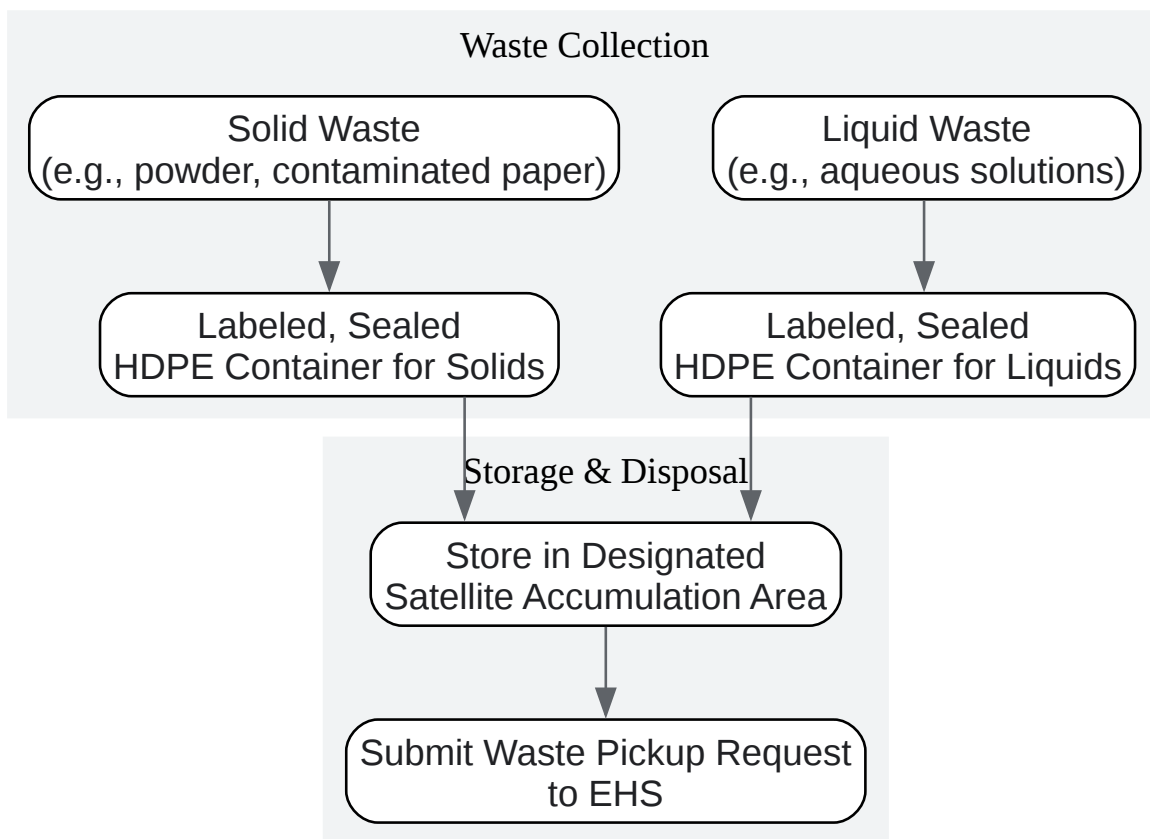 Waste Collection
Solid Waste
(e.g., powder, contaminated paper)
Liquid Waste
(e.g., aqueous solutions)
Labeled, Sealed
HDPE Container for Solids
Labeled, Sealed
HDPE Container for Liquids
Storage & Disposal
Store in Designated
Satellite Accumulation Area
Submit Waste Pickup Request
to EHS